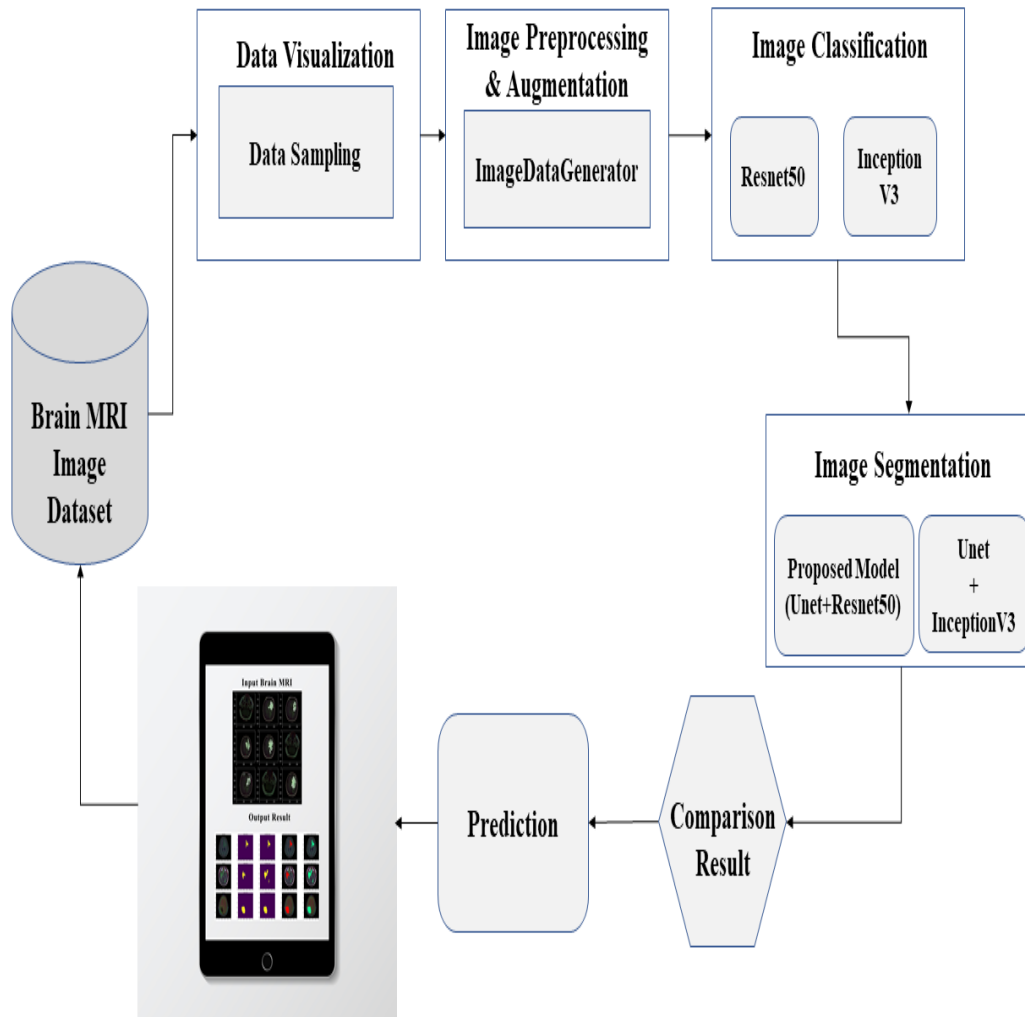 Data Visualization
Data Sampling
Image Preprocessing
& Augmentation
ImageDataGenerator
Image Classification
Resnet50
Inception
V3
Brain MRI
Image
Dataset
Image Segmentation
Proposed Model
(Unet+Resnet50)
Unet
+
InceptionV3
Comparison
Result
Prediction
Input Brain MRI
Output Result